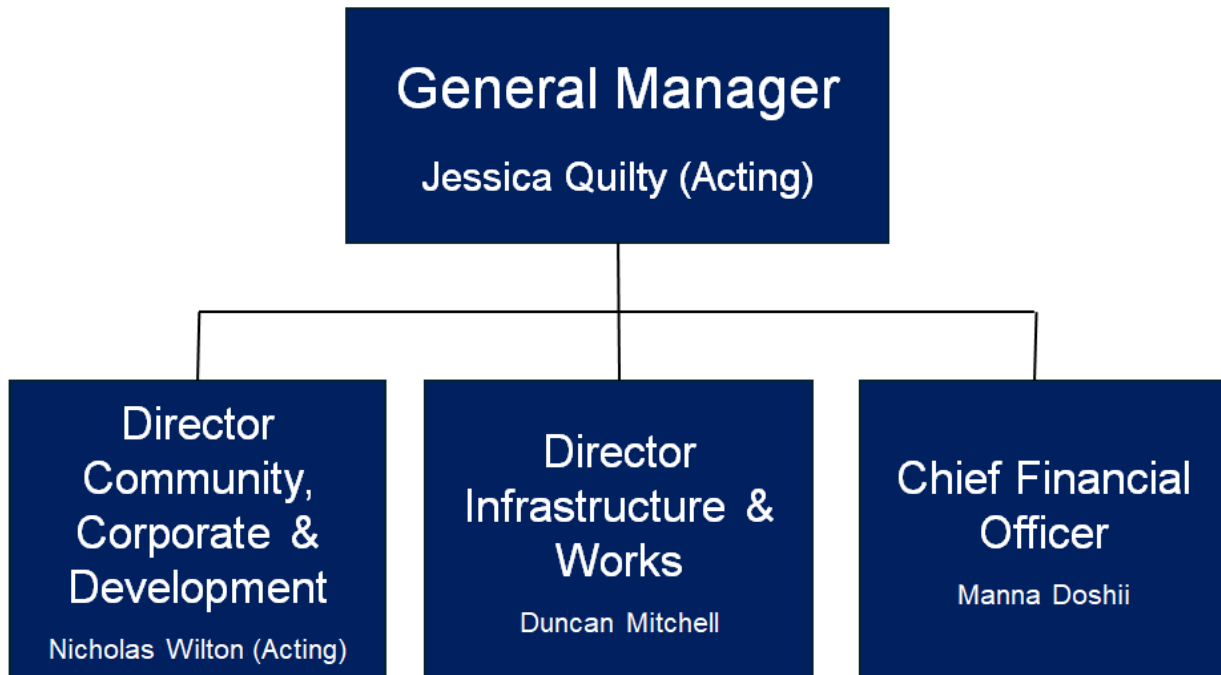 General Manager
Jessica Quilty (Acting)
Director
Community,
Corporate &
Development
Nicholas Wilton (Acting)
Director
Infrastructure &
Works
Duncan Mitchell
Chief Financial
Officer
Manna Doshii